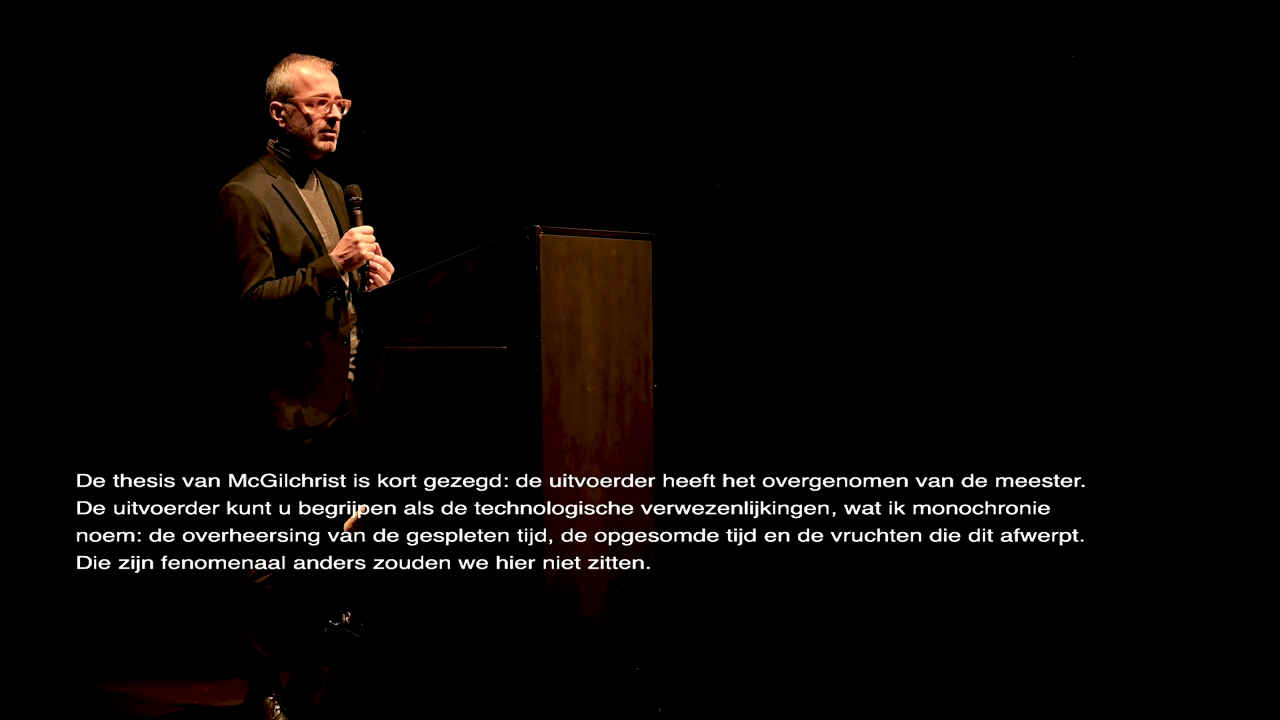 De thesis van McGilchrist is kort gezegd: de uitvoerder heeft het overgenomen van de meester.
De uitvoerder kunt u begrijpen als de technologische verwezenlijkingen, wat ik monochronie
noem: de overheersing van de gespleten tijd, de opgesomde tijd en de vruchten die dit afwerpt.
Die zijn fenomenaal anders zouden we hier niet zitten.